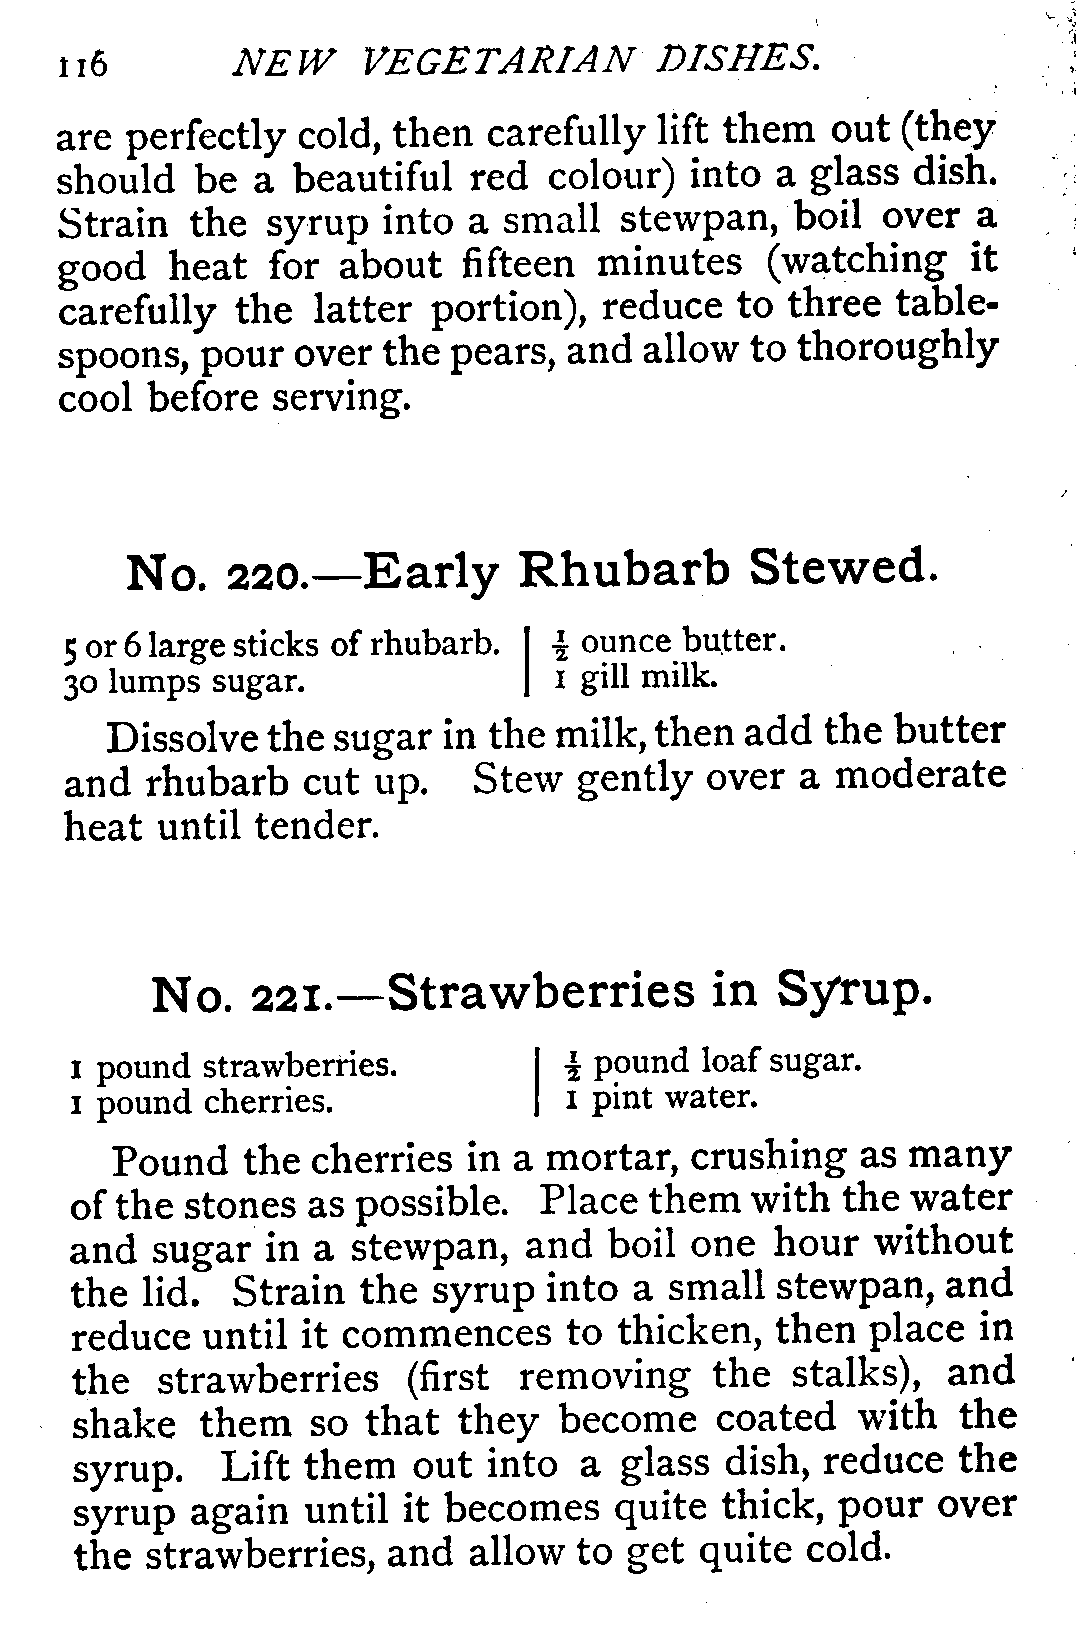 116 NEW VEGETARIAN DISHES.
are perfectly cold, then carefully lift them out (they
should be a beautiful red colour) into a glass dish.
Strain the syrup into a small stewpan, boil over a
good heat for about fifteen minutes (watching it
carefully the latter portion), reduce to three table-
spoons, pour over the pears, and allow to thoroughly
cool before serving.
No. 220.—Early Rhubarb Stewed.
5 or 6 large sticks of rhubarb. | ½ ounce butter.
30 lumps sugar. | 1 gill milk.
Dissolve the sugar in the milk, then add the butter
and rhubarb cut up. Stew gently over a moderate
heat until tender.
No. 221.—Strawberries in Syrup.
1 pound strawberries. | ½ pound loaf sugar.
1 pound cherries. | 1 pint water.
Pound the cherries in a mortar, crushing as many
of the stones as possible. Place them with the water
and sugar in a stewpan, and boil one hour without
the lid. Strain the syrup into a small stewpan, and
reduce until it commences to thicken, then place in
the strawberries (first removing the stalks), and
shake them so that they become coated with the
syrup. Lift them out into a glass dish, reduce the
syrup again until it becomes quite thick, pour over
the strawberries, and allow to get quite cold.